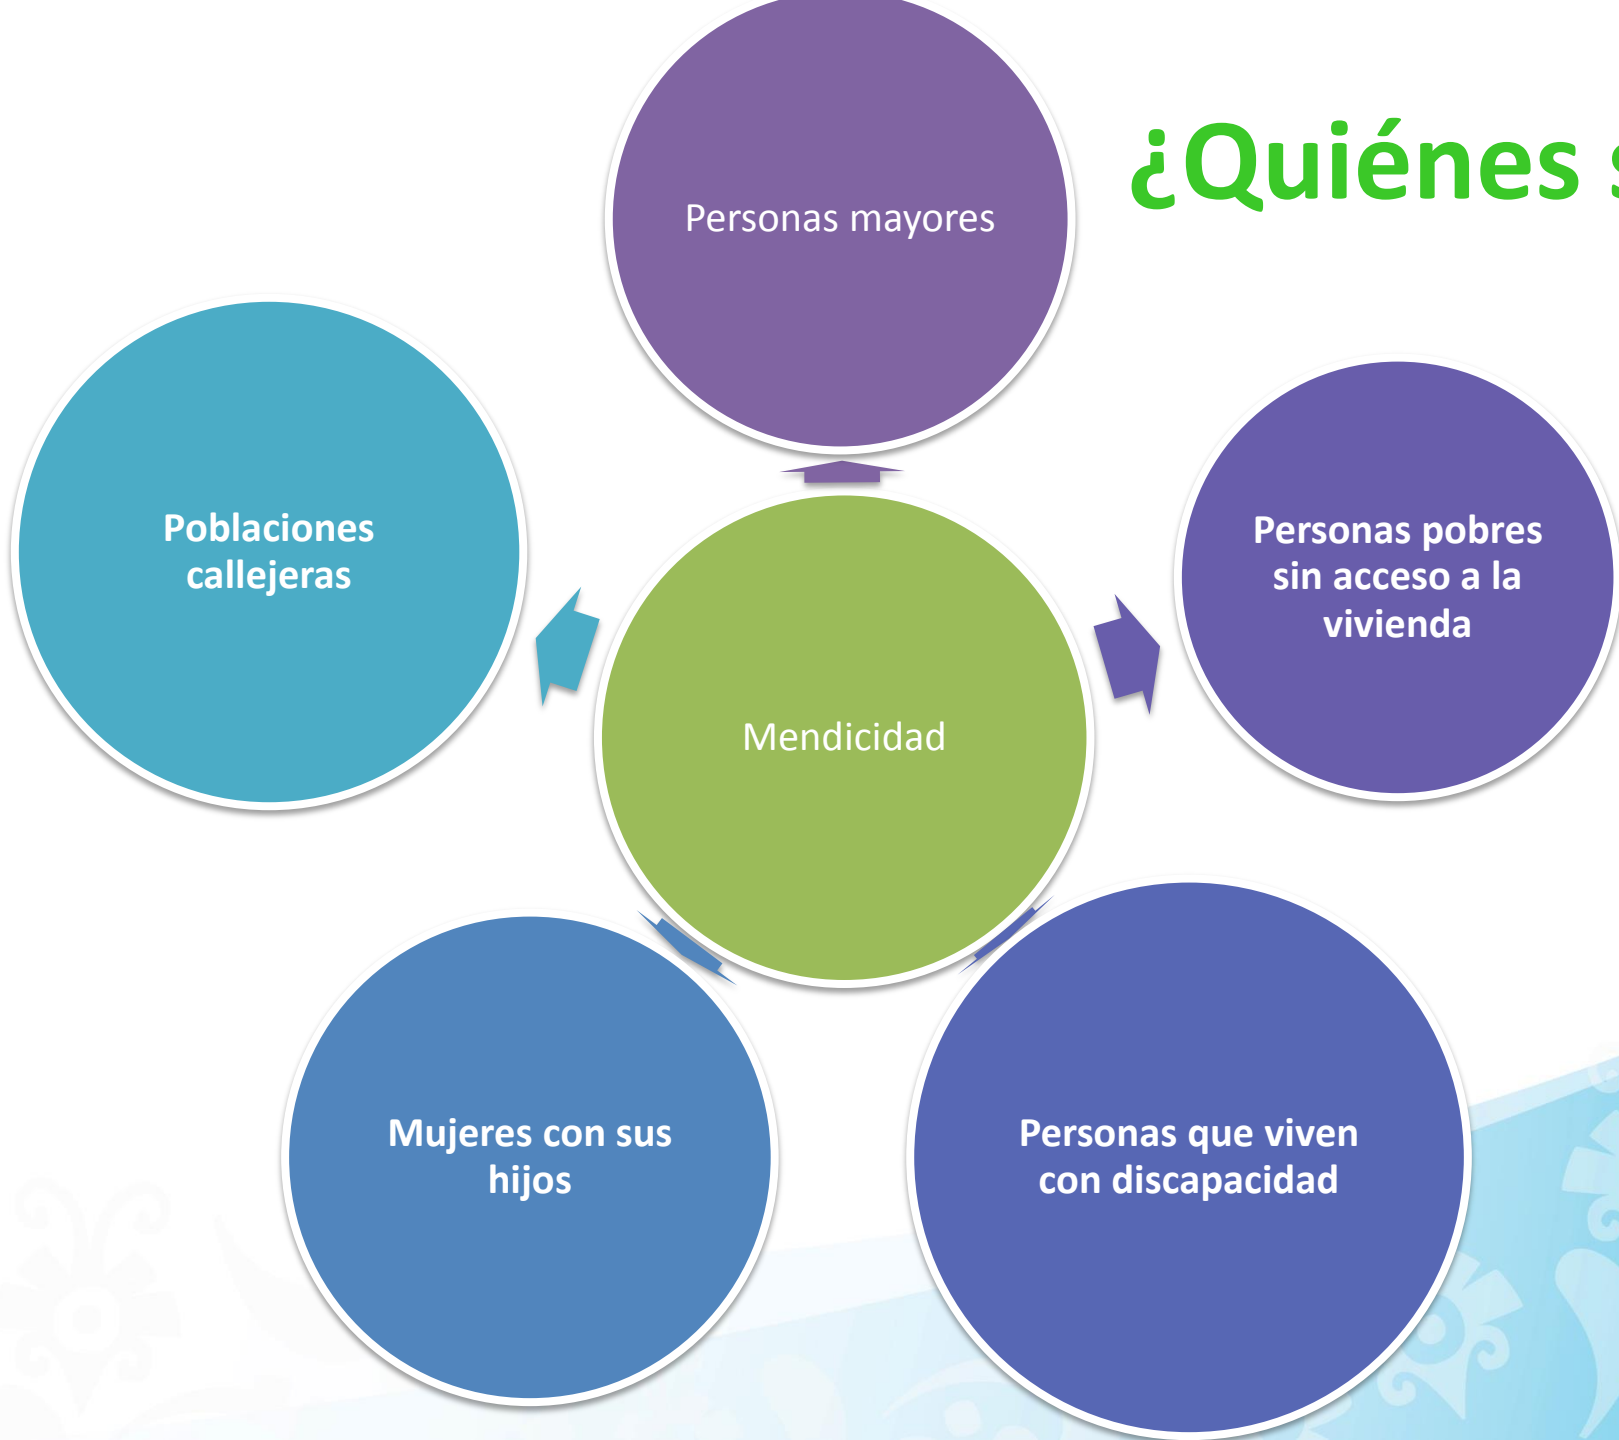 ¿Quiénes s
Personas mayores
Poblaciones
callejeras
Personas pobres
sin acceso a la
vivienda
Mendicidad
Mujeres con sus
hijos
Personas que viven
con discapacidad